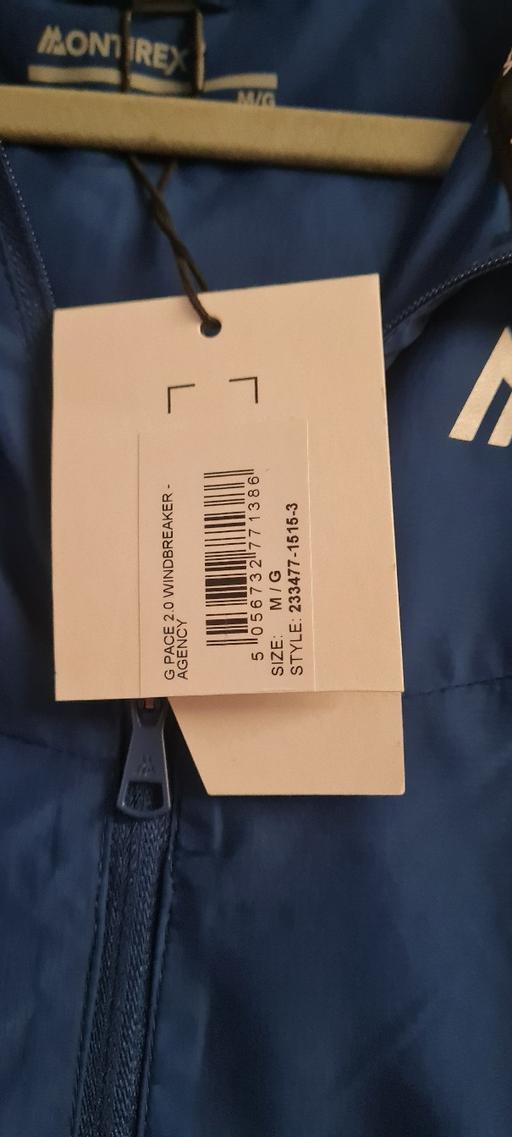 MONTIREX
M/G
G PACE 2.0 WINDBREAKER -
AGENCY
5 056732 771386
SIZE: M / G
STYLE: 233477-1515-3